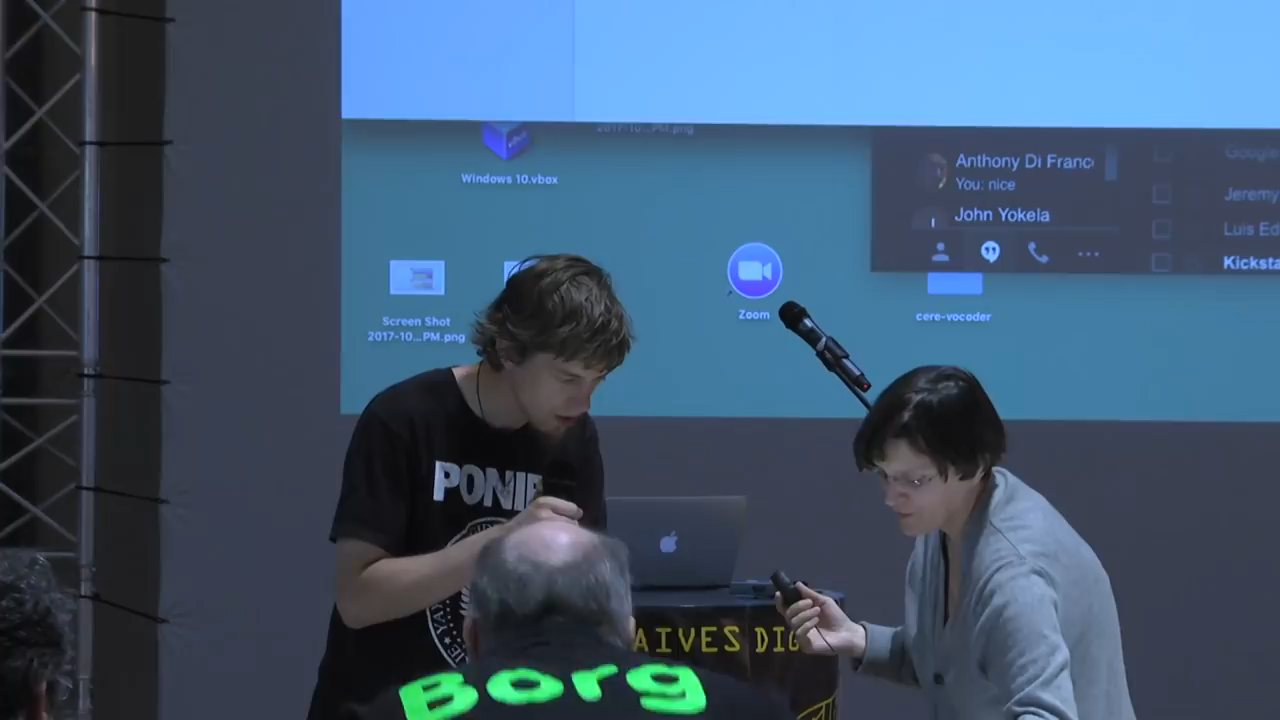 2017-10...PM.png
Windows 10.vbox
Anthony Di Franc
You: nice
John Yokela
Google
Jeremy
Luis Ed
Kicksta
Screen Shot
2017-10...PM.png
Zoom
cere-vocoder
PONIE
AIVES DIG
Borg